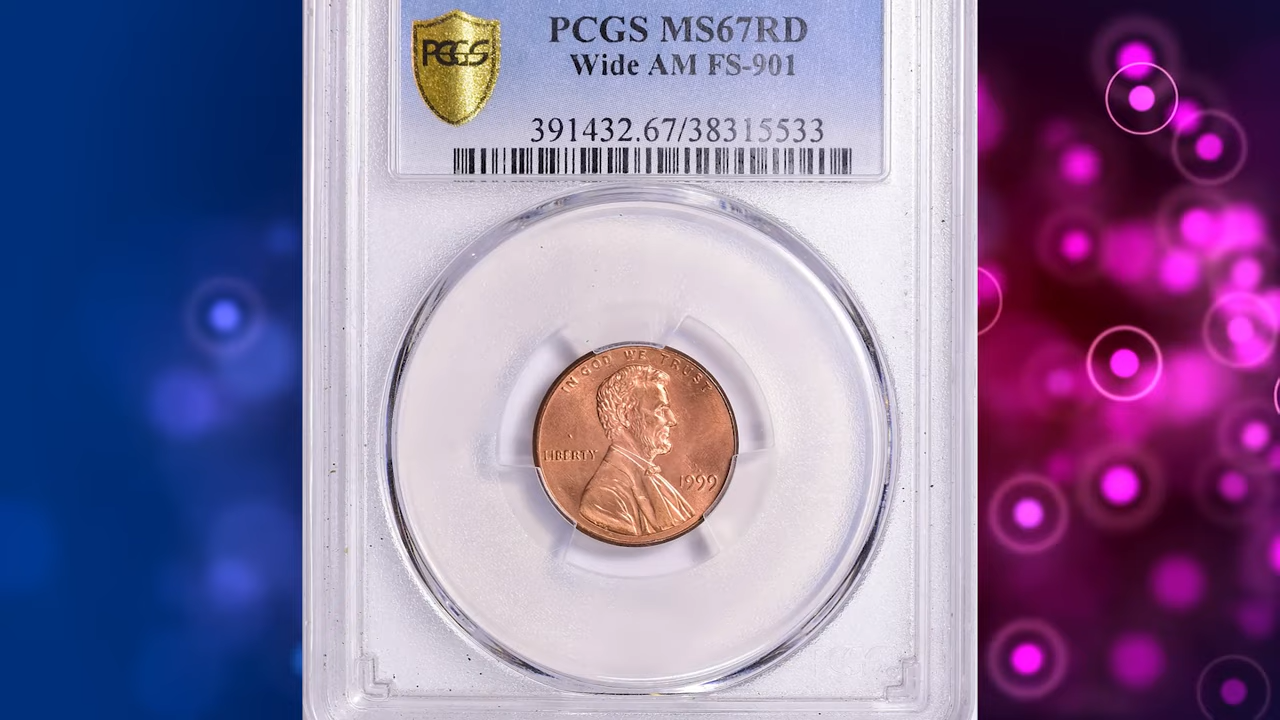 PCGS
PCGS MS67RD
Wide AM FS-901
391432.67/38315533
IN GOD WE TRUST
LIBERTY
1999